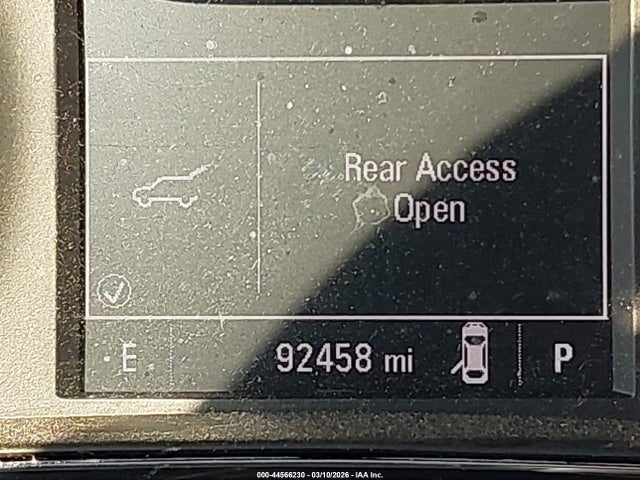 Rear Access
Open
E 92458 mi P
000-44566230 - 03/10/2026 - IAA Inc.